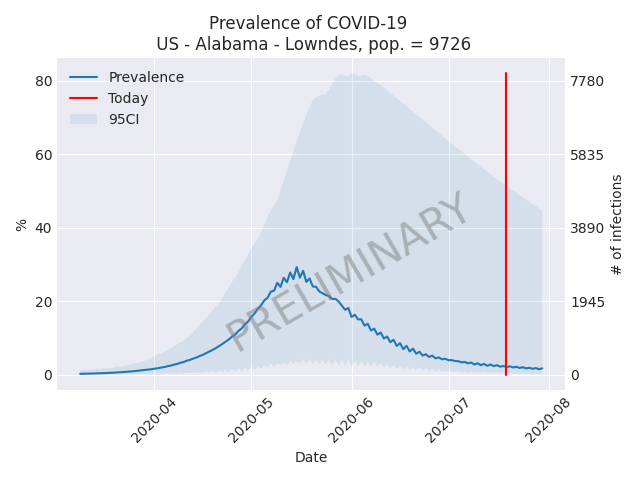 Prevalence of COVID-19
US - Alabama - Lowndes, pop. = 9726
Prevalence
Today
95CI
80
60
40
20
0
%
7780
5835
3890
1945
0
# of infections
PRELIMINARY
2020-04
2020-05
2020-06
2020-07
2020-08
Date